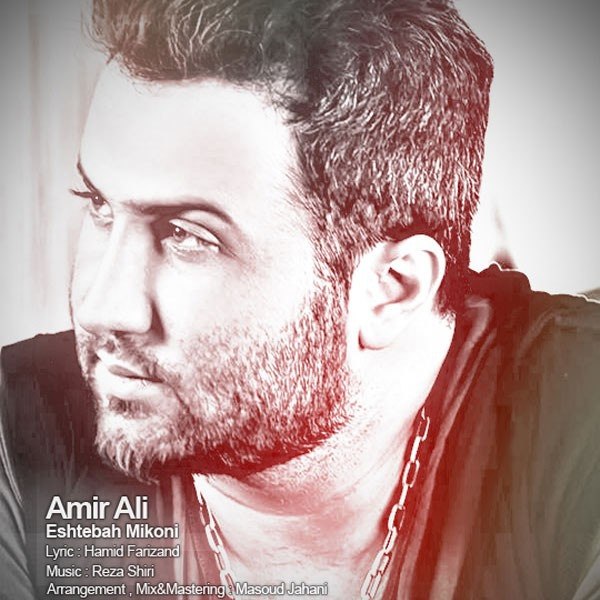 Amir Ali
Eshtebah Mikoni
Lyric : Hamid Farizand
Music : Reza Shiri
Arrangement , Mix&Mastering : Masoud Jahani